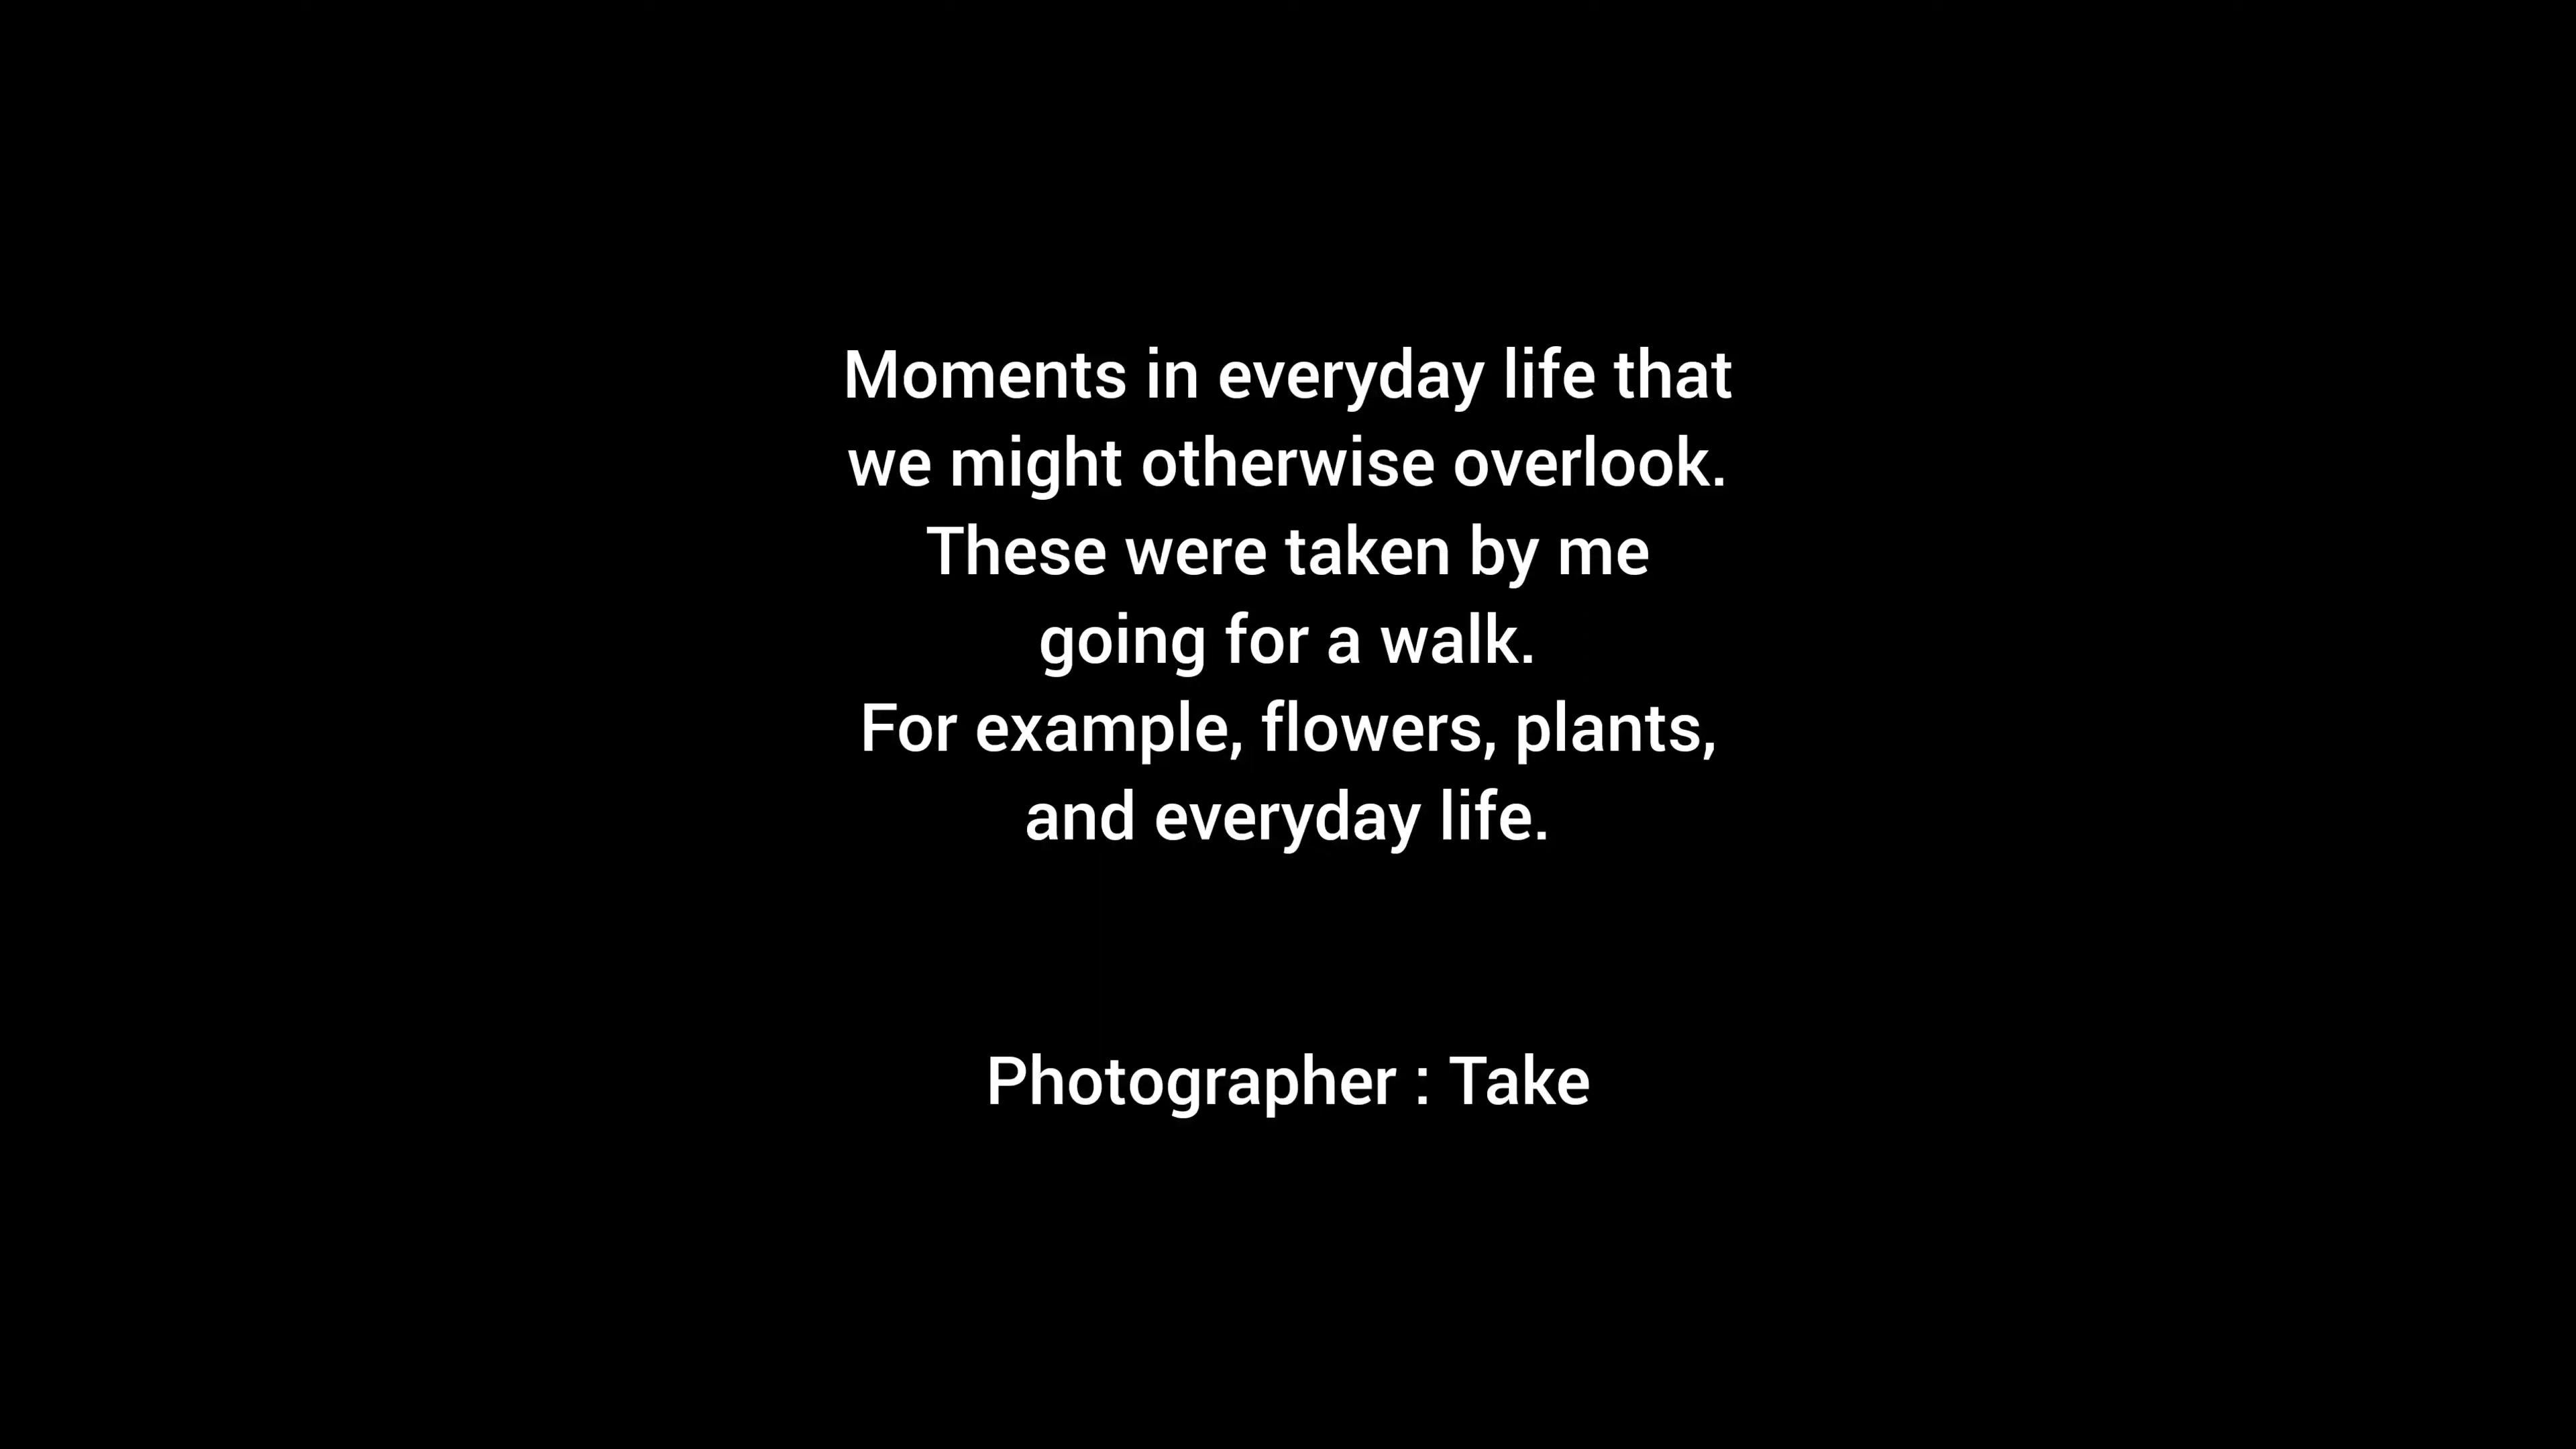 Moments in everyday life that
we might otherwise overlook.
These were taken by me
going for a walk.
For example, flowers, plants,
and everyday life.
Photographer : Take